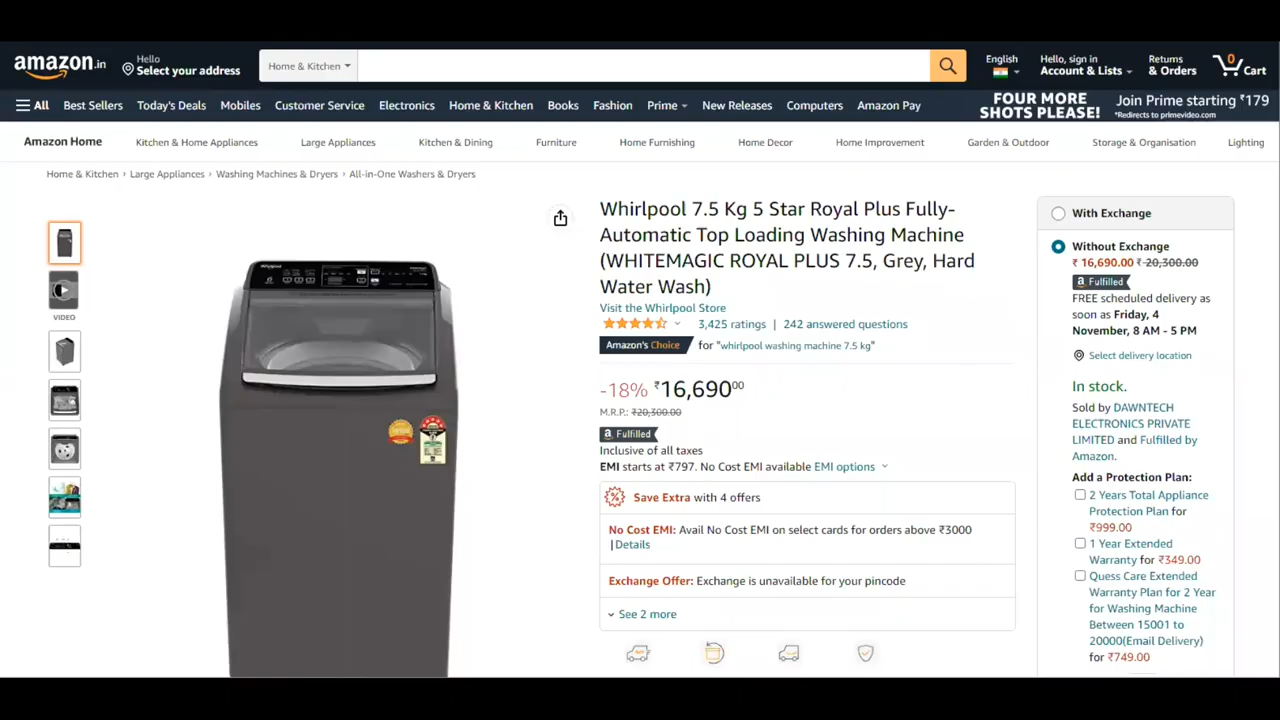 amazon.in
Hello
Select your address
Home & Kitchen
English
Hello, sign in
Account & Lists
Returns
& Orders
0
Cart
All
Best Sellers
Today's Deals
Mobiles
Customer Service
Electronics
Home & Kitchen
Books
Fashion
Prime
New Releases
Computers
Amazon Pay
FOUR MORE
SHOTS PLEASE!
Join Prime starting ₹179
*Redirects to primevideo.com
Amazon Home
Kitchen & Home Appliances
Large Appliances
Kitchen & Dining
Furniture
Home Furnishing
Home Decor
Home Improvement
Garden & Outdoor
Storage & Organisation
Lighting
Home & Kitchen › Large Appliances › Washing Machines & Dryers › All-in-One Washers & Dryers
VIDEO
Whirlpool
Whirlpool 7.5 Kg 5 Star Royal Plus Fully-
Automatic Top Loading Washing Machine
(WHITEMAGIC ROYAL PLUS 7.5, Grey, Hard
Water Wash)
Visit the Whirlpool Store
3,425 ratings | 242 answered questions
Amazon's Choice for "whirlpool washing machine 7.5 kg"
-18% ₹16,690.00
M.R.P.: ₹20,300.00
a Fulfilled
Inclusive of all taxes
EMI starts at ₹797. No Cost EMI available EMI options
Save Extra with 4 offers
No Cost EMI: Avail No Cost EMI on select cards for orders above ₹3000
|Details
Exchange Offer: Exchange is unavailable for your pincode
See 2 more
With Exchange
Without Exchange
₹ 16,690.00 ₹ 20,300.00
a Fulfilled
FREE scheduled delivery as
soon as Friday, 4
November, 8 AM - 5 PM
Select delivery location
In stock.
Sold by DAWNTECH
ELECTRONICS PRIVATE
LIMITED and Fulfilled by
Amazon.
Add a Protection Plan:
2 Years Total Appliance
Protection Plan for
₹999.00
1 Year Extended
Warranty for ₹349.00
Quess Care Extended
Warranty Plan for 2 Year
for Washing Machine
Between 15001 to
20000(Email Delivery)
for ₹749.00